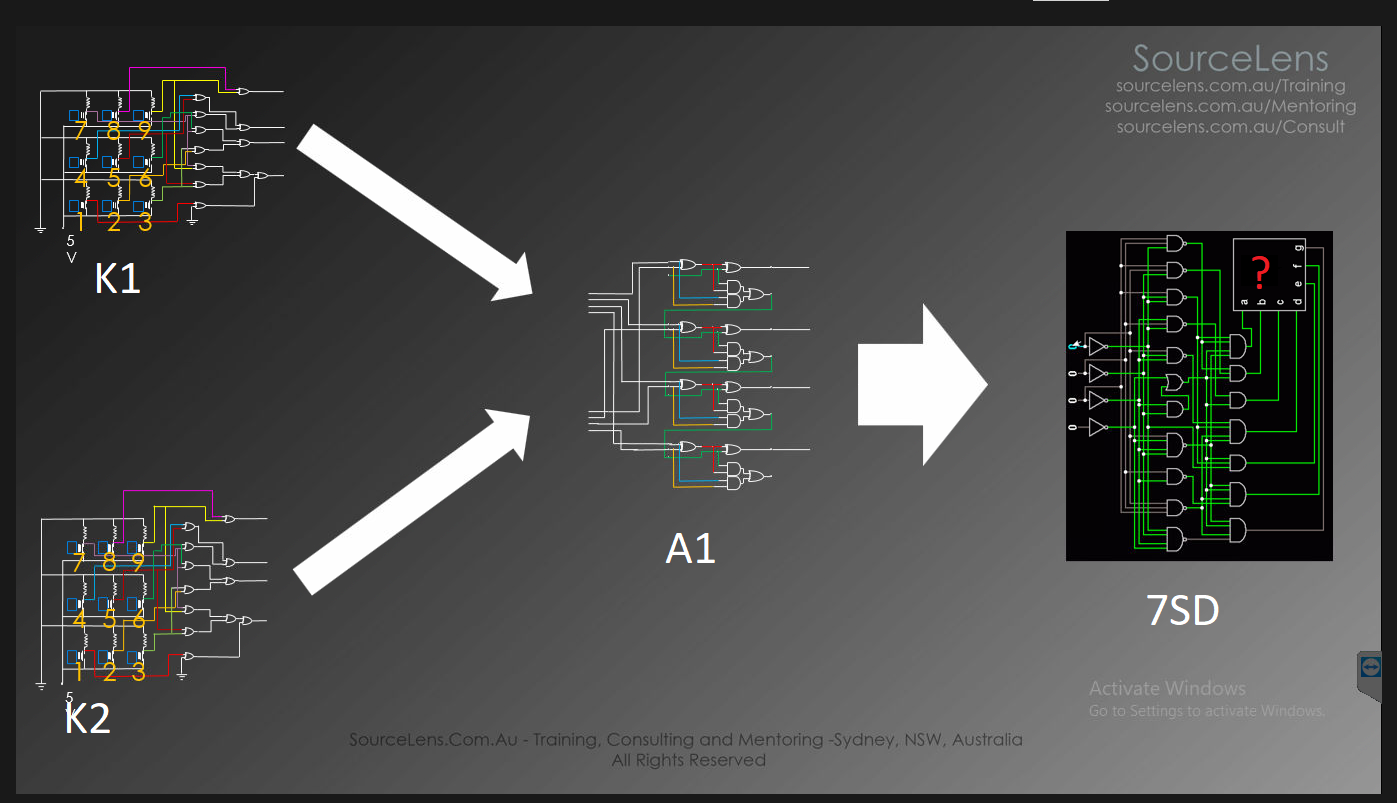 SourceLens
sourcelens.com.au/Training
sourcelens.com.au/Mentoring
sourcelens.com.au/Consult
7 8 9
4 5 6
1 2 3
5
V
K1
A1
7 8 9
4 5 6
1 2 3
5
K2
?
a b c d e f g
0
0
0
7SD
Activate Windows
Go to Settings to activate Windows.
SourceLens.Com.Au - Training, Consulting and Mentoring -Sydney, NSW, Australia
All Rights Reserved